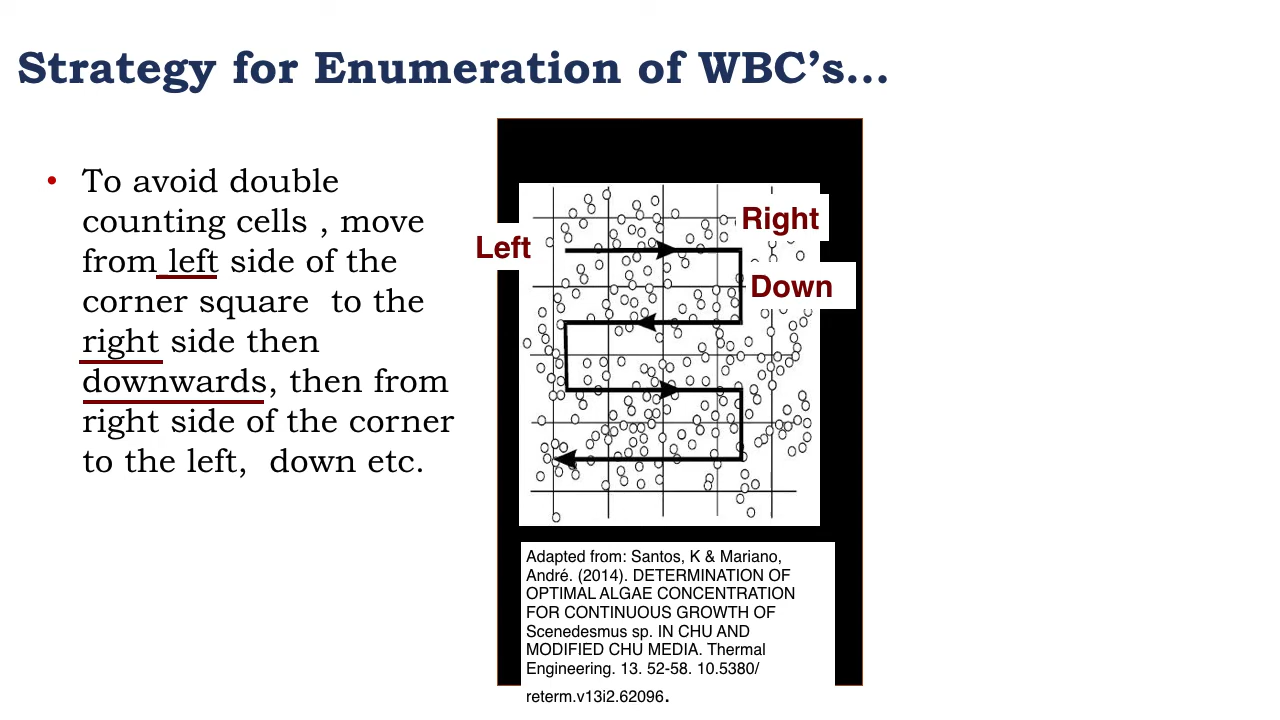 Strategy for Enumeration of WBC’s…
• To avoid double
counting cells , move
from left side of the
corner square to the
right side then
downwards, then from
right side of the corner
to the left, down etc.
Left
Right
Down
Adapted from: Santos, K & Mariano,
André. (2014). DETERMINATION OF
OPTIMAL ALGAE CONCENTRATION
FOR CONTINUOUS GROWTH OF
Scenedesmus sp. IN CHU AND
MODIFIED CHU MEDIA. Thermal
Engineering. 13. 52-58. 10.5380/
reterm.v13i2.62096.